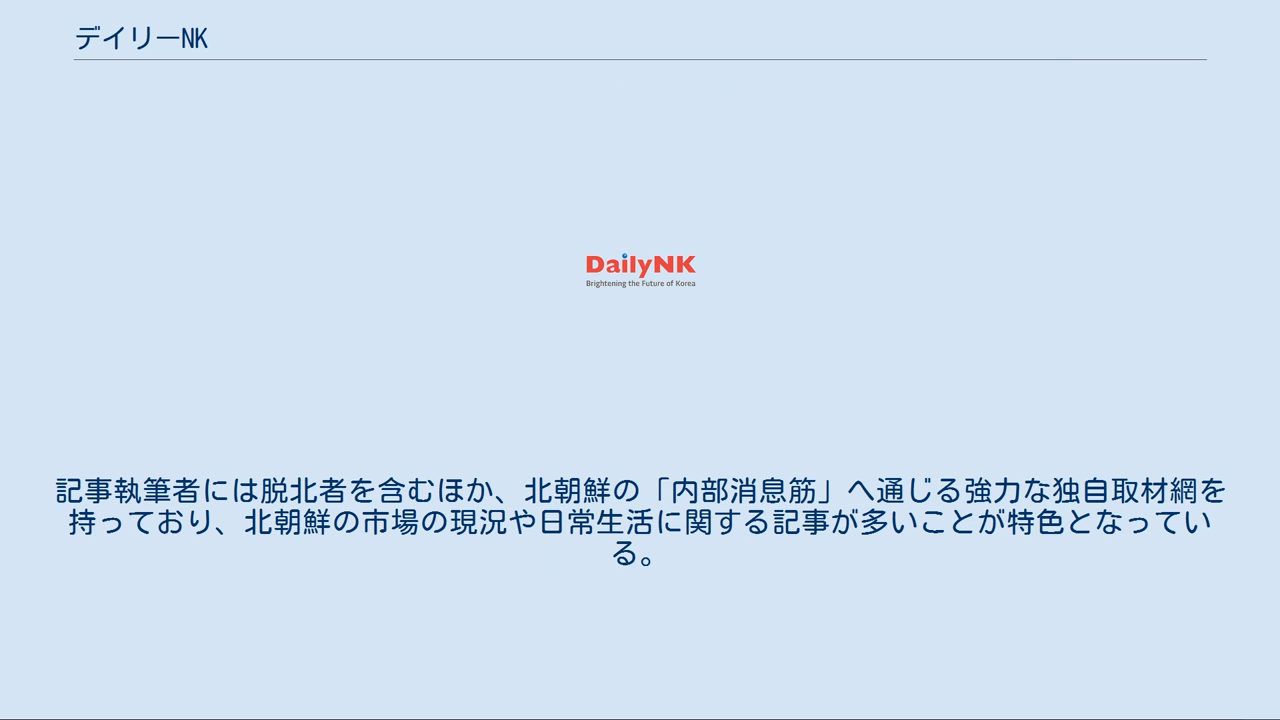 デイリーNK
DailyNK
Brightening the Future of Korea
記事執筆者には脱北者を含むほか、北朝鮮の「内部消息筋」へ通じる強力な独自取材網を
持っており、北朝鮮の市場の現況や日常生活に関する記事が多いことが特色となってい
る。